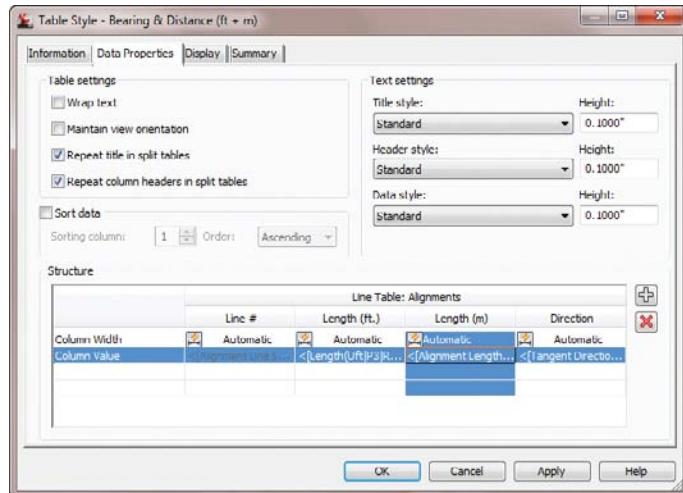 Table Style - Bearing & Distance (ft + m)
Information Data Properties Display Summary
Table settings
Wrap text
Maintain view orientation
Repeat title in split tables
Repeat column headers in split tables
Sort data
Sorting column: 1 Order: Ascending
Text settings
Title style: Height:
Standard 0.1000"
Header style: Height:
Standard 0.1000"
Data style: Height:
Standard 0.1000"
Structure
Line Table: Alignments
Line # Length (ft.) Length (m) Direction
Column Width Automatic Automatic Automatic Automatic
Column Value <[Alignment Line S... <[Length(Uft|P3|R... <[Alignment Length... <[Tangent Directio...
OK Cancel Apply Help